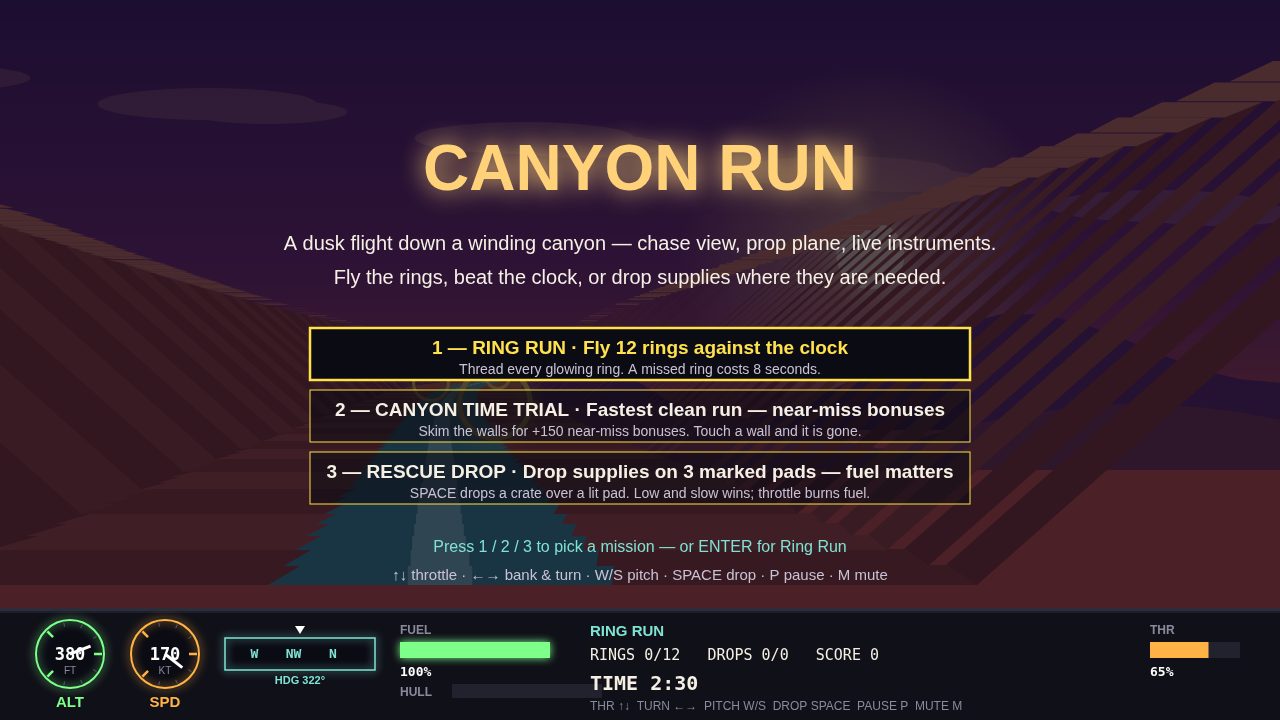 CANYON RUN
A dusk flight down a winding canyon — chase view, prop plane, live instruments.
Fly the rings, beat the clock, or drop supplies where they are needed.
1 — RING RUN · Fly 12 rings against the clock
Thread every glowing ring. A missed ring costs 8 seconds.
2 — CANYON TIME TRIAL · Fastest clean run — near-miss bonuses
Skim the walls for +150 near-miss bonuses. Touch a wall and it is gone.
3 — RESCUE DROP · Drop supplies on 3 marked pads — fuel matters
SPACE drops a crate over a lit pad. Low and slow wins; throttle burns fuel.
Press 1 / 2 / 3 to pick a mission — or ENTER for Ring Run
↑↓ throttle · ←→ bank & turn · W/S pitch · SPACE drop · P pause · M mute
380
FT
ALT
170
KT
SPD
W NW N
HDG 322°
FUEL
100%
HULL
RING RUN
RINGS 0/12 DROPS 0/0 SCORE 0
TIME 2:30
THR ↑↓ TURN ←→ PITCH W/S DROP SPACE PAUSE P MUTE M
THR
65%